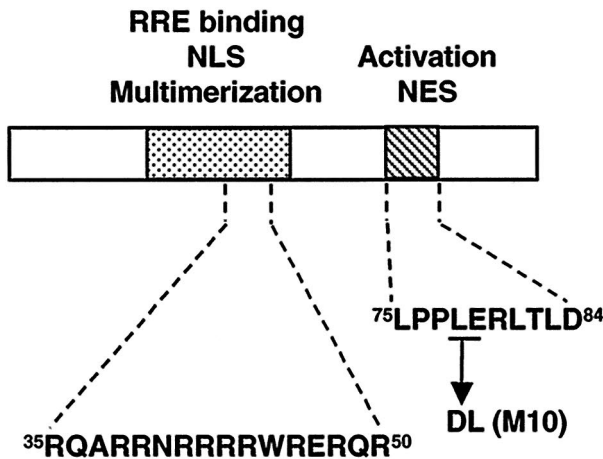 RRE binding
NLS
Multimerization
Activation
NES
⁷⁵LPPLERLTLD⁸⁴
DL (M10)
³⁵RQARRNRRRRWRERQR⁵⁰